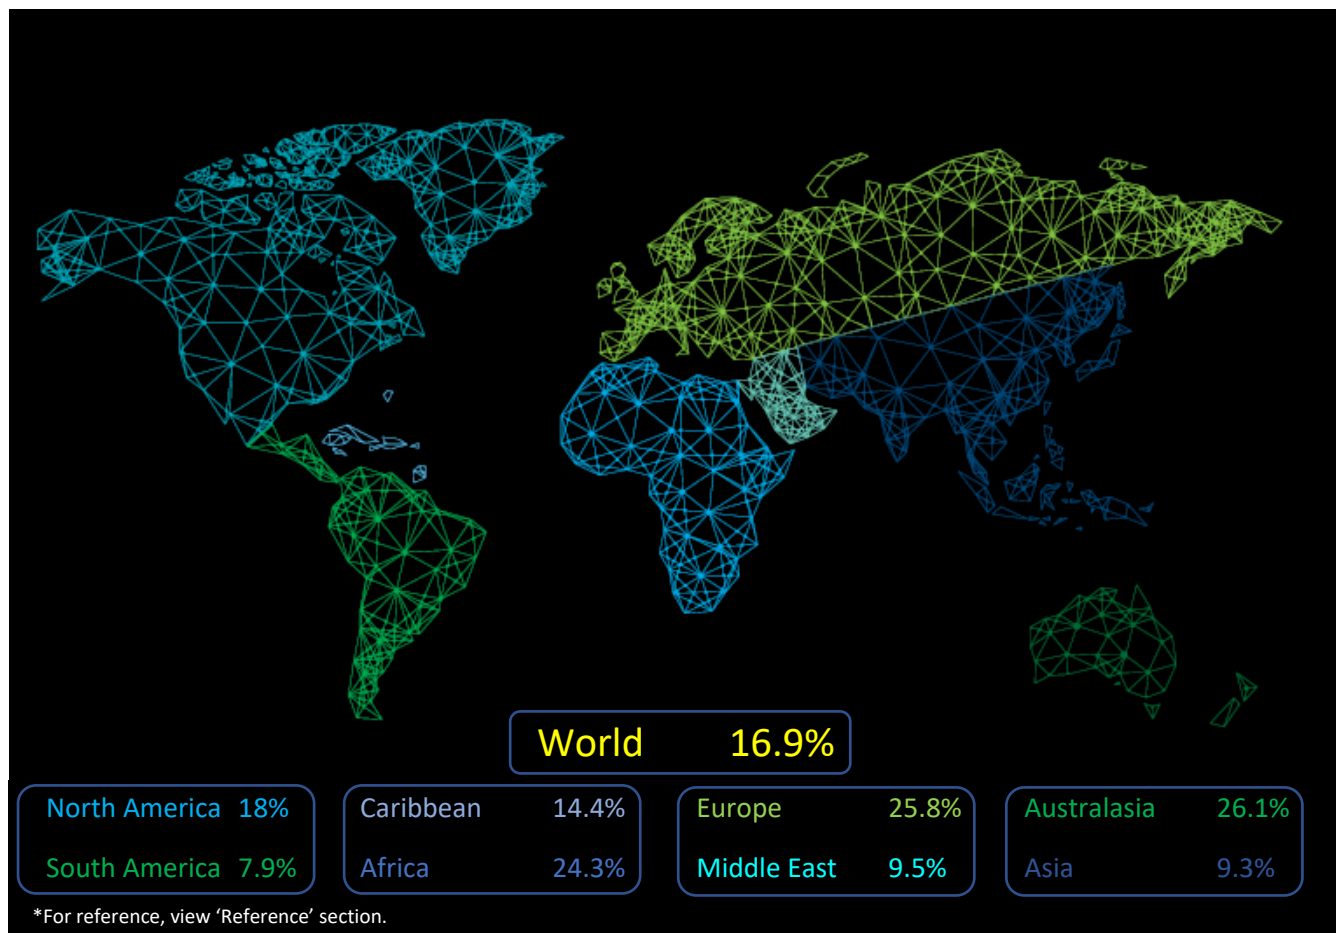 World 16.9%
North America 18%
South America 7.9%
Caribbean 14.4%
Africa 24.3%
Europe 25.8%
Middle East 9.5%
Australasia 26.1%
Asia 9.3%
*For reference, view ‘Reference’ section.